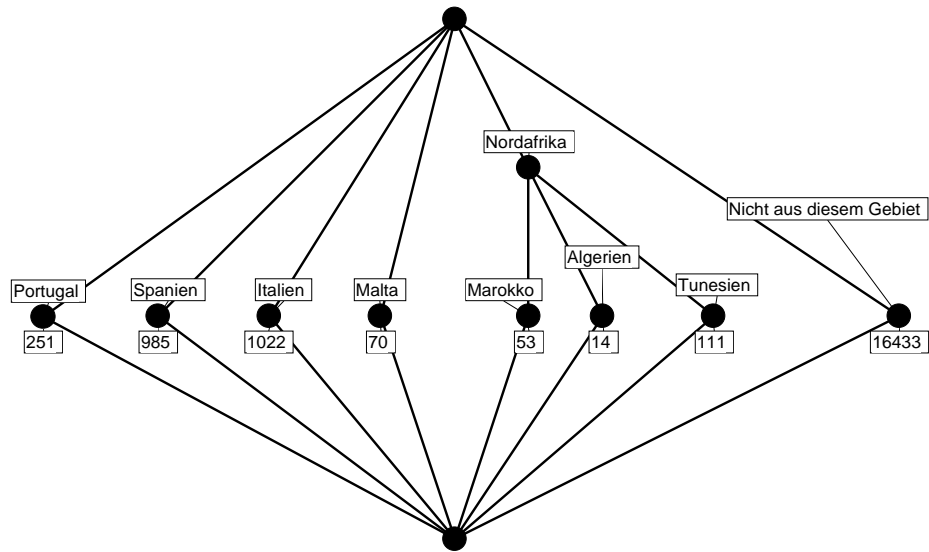 Nordafrika
Nicht aus diesem Gebiet
Algerien
Portugal
Spanien
Italien
Malta
Marokko
Tunesien
251
985
1022
70
53
14
111
16433